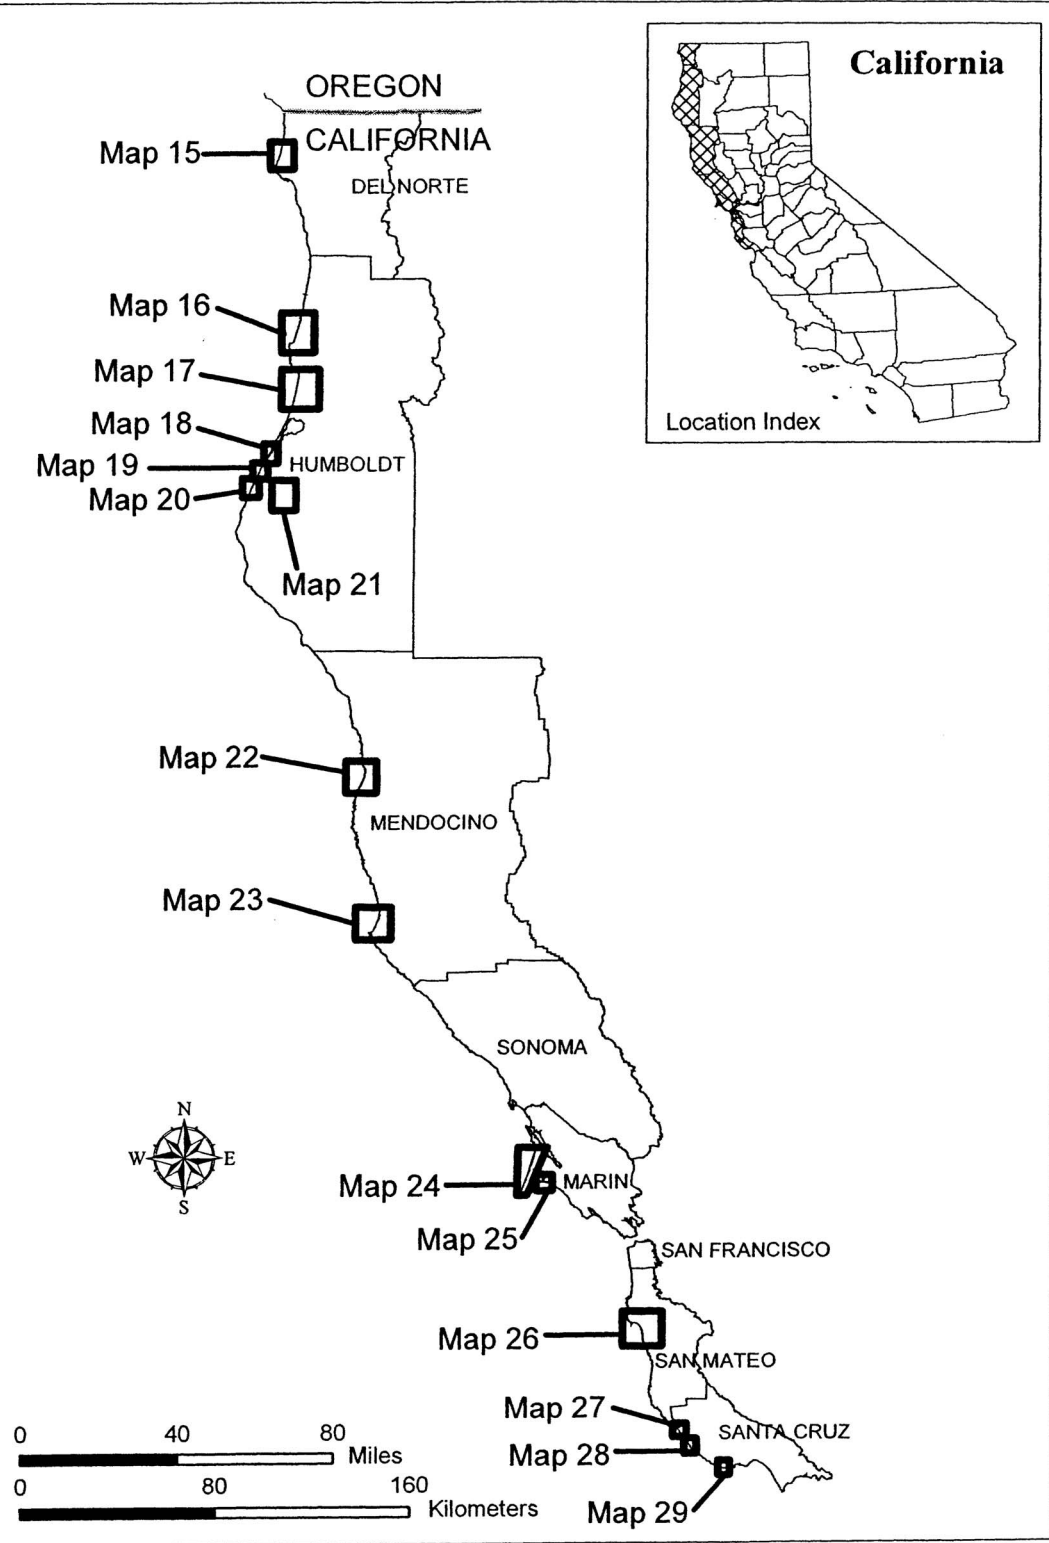 California
Location Index
OREGON
CALIFORNIA
Map 15
DEL NORTE
Map 16
Map 17
Map 18
Map 19
HUMBOLDT
Map 20
Map 21
Map 22
MENDOCINO
Map 23
SONOMA
N
W E
S
Map 24
MARIN
Map 25
SAN FRANCISCO
Map 26
SAN MATEO
Map 27
SANTA CRUZ
Map 28
Map 29
0 40 80
Miles
0 80 160
Kilometers